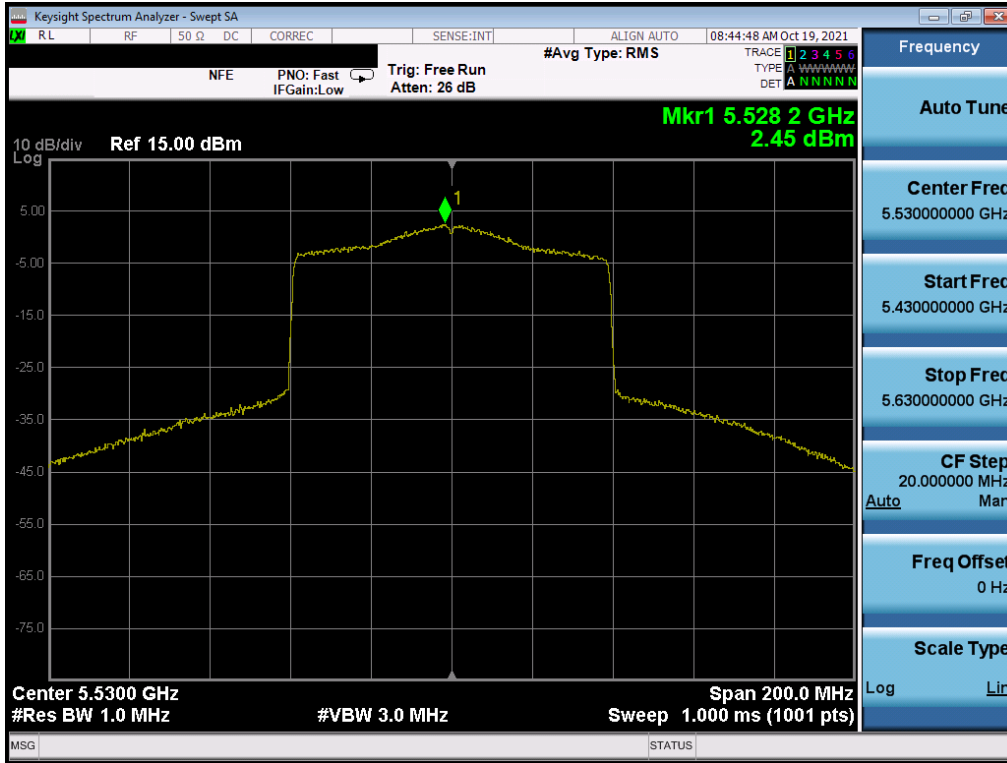 Keysight Spectrum Analyzer - Swept SA
LXI RL RF 50 Ω DC CORREC SENSE:INT ALIGN AUTO 08:44:48 AM Oct 19, 2021
#Avg Type: RMS
TRACE 1 2 3 4 5 6
TYPE A WWWWW
DET A N N N N N
NFE PNO: Fast Trig: Free Run
IFGain:Low Atten: 26 dB
Mkr1 5.528 2 GHz
2.45 dBm
10 dB/div Ref 15.00 dBm
Log
1
5.00
-5.00
-15.0
-25.0
-35.0
-45.0
-55.0
-65.0
-75.0
Center 5.5300 GHz Span 200.0 MHz
#Res BW 1.0 MHz #VBW 3.0 MHz Sweep 1.000 ms (1001 pts)
MSG STATUS
Frequency
Auto Tune
Center Freq
5.530000000 GHz
Start Freq
5.430000000 GHz
Stop Freq
5.630000000 GHz
CF Step
20.000000 MHz
Auto Man
Freq Offset
0 Hz
Scale Type
Log Lin